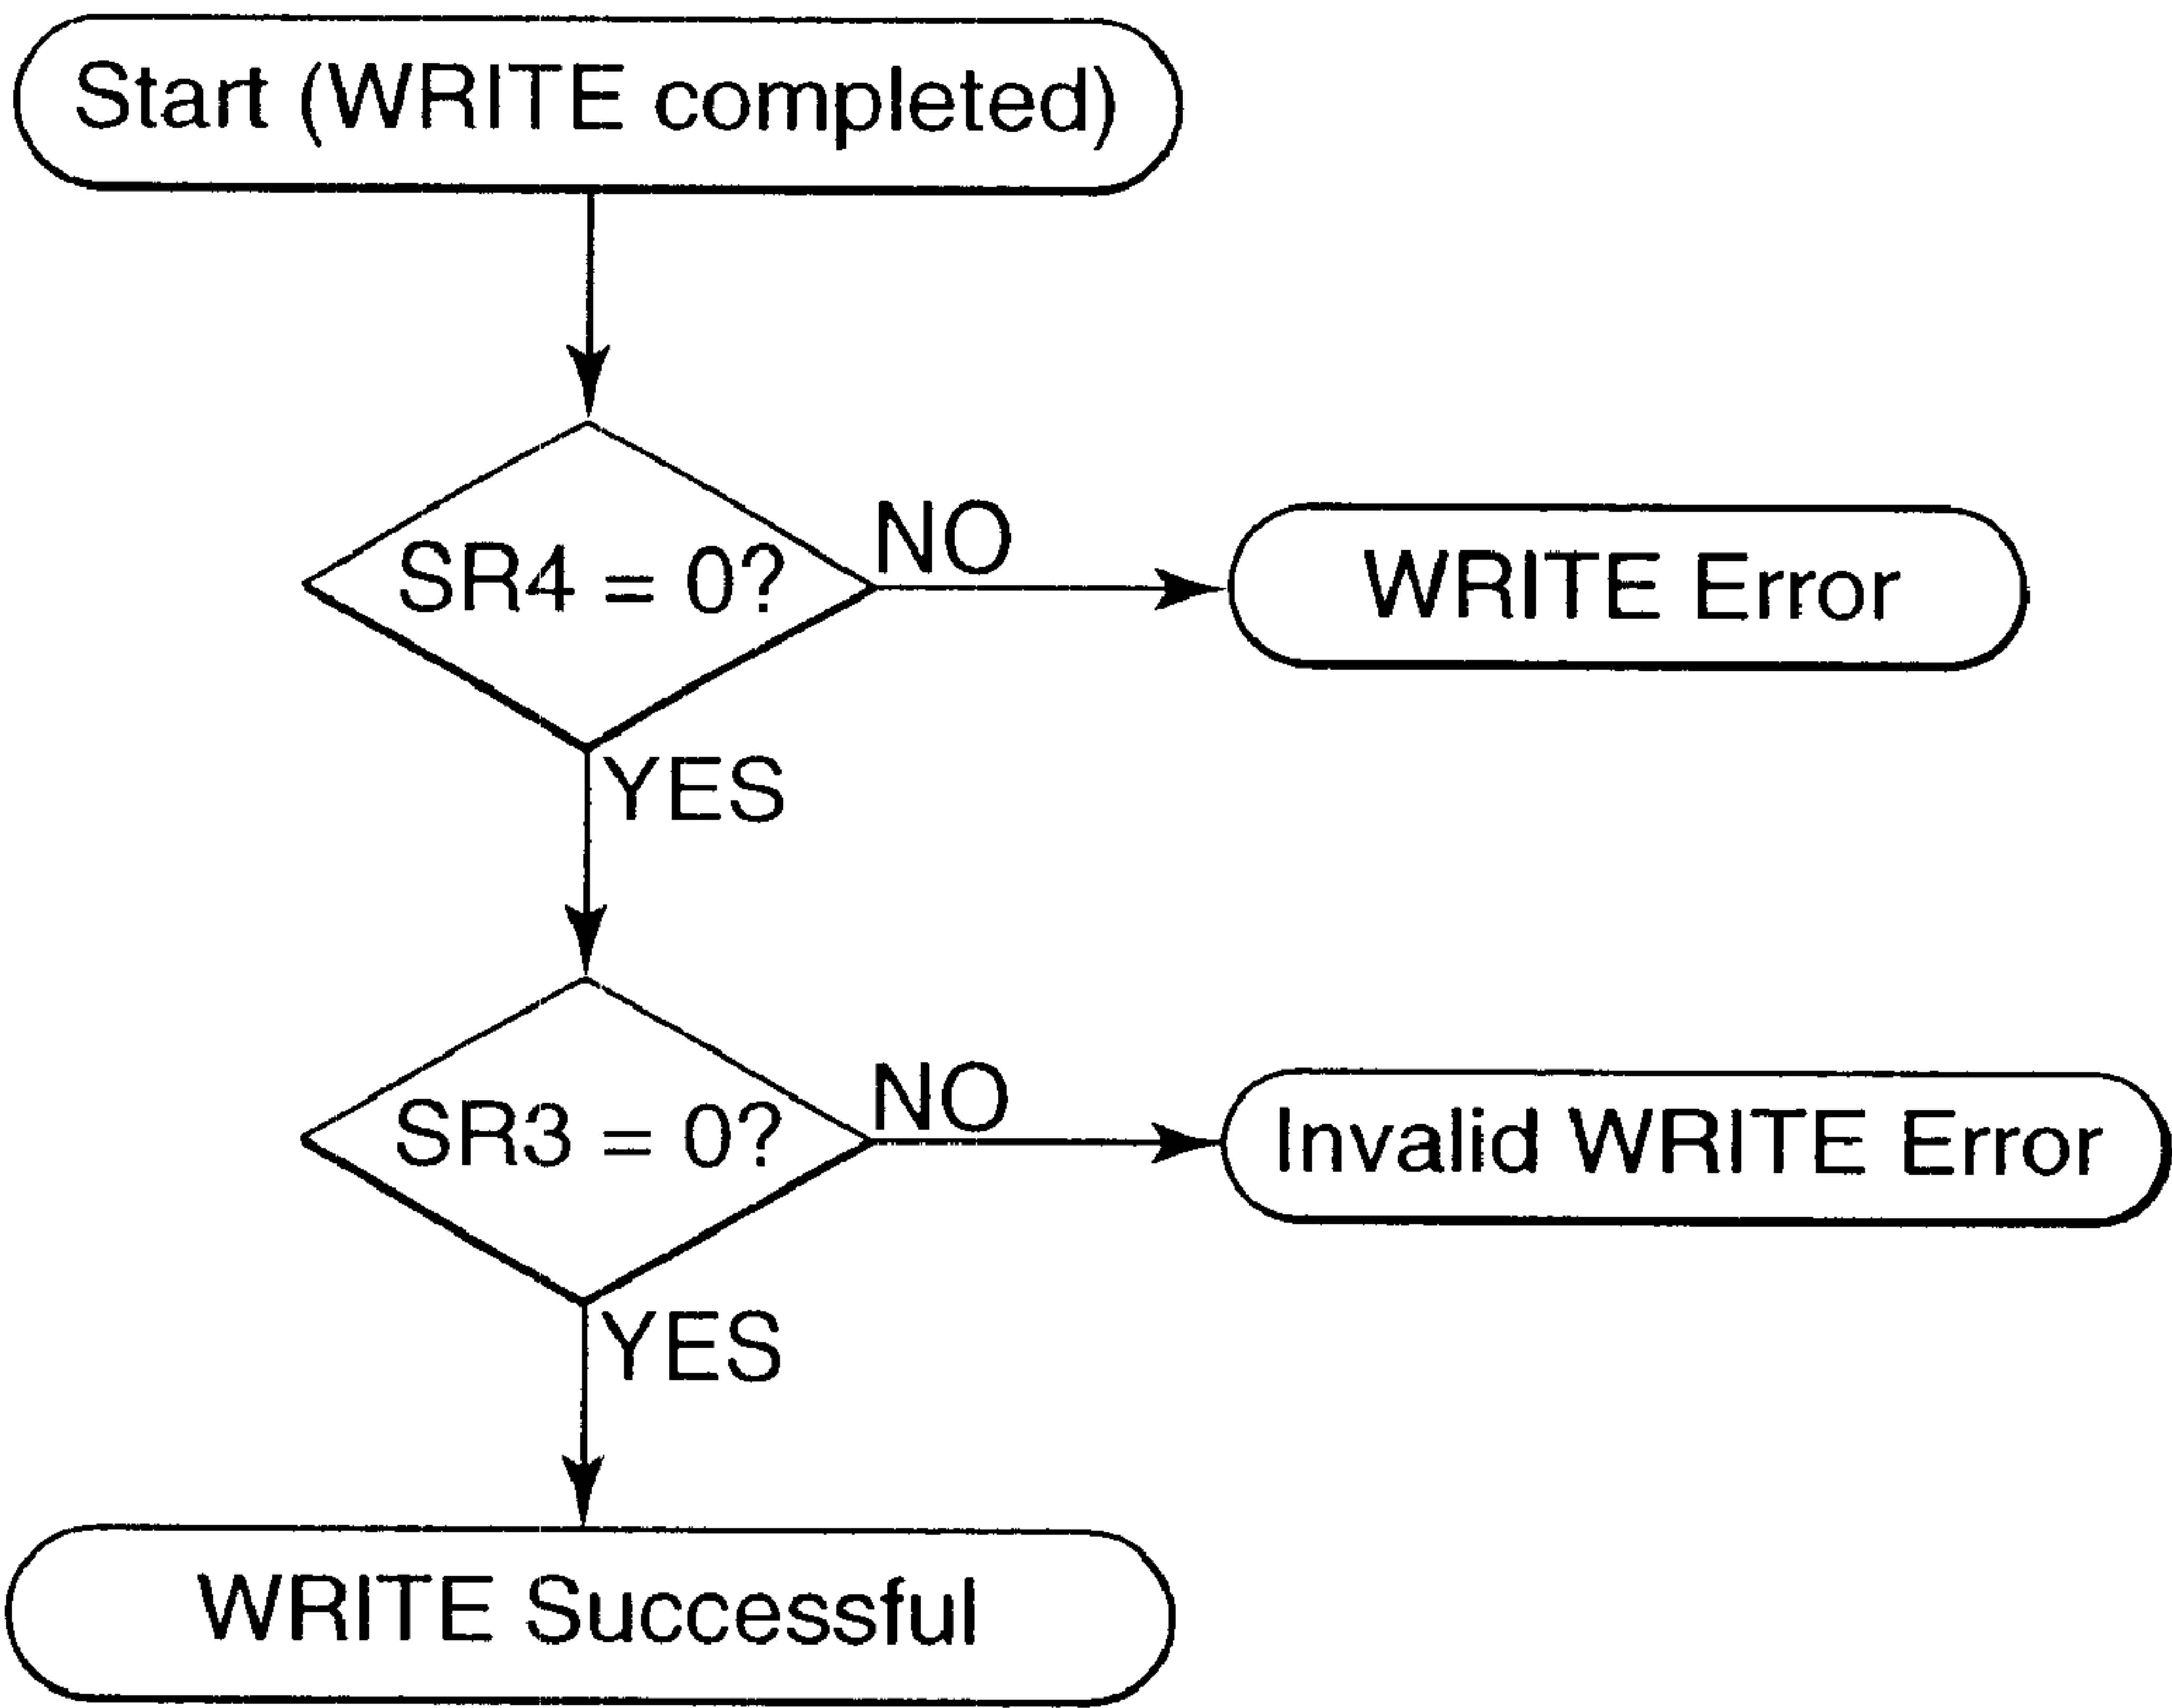 Start (WRITE completed)
SR4 = 0?
NO
WRITE Error
YES
SR3 = 0?
NO
Invalid WRITE Error
YES
WRITE Successful